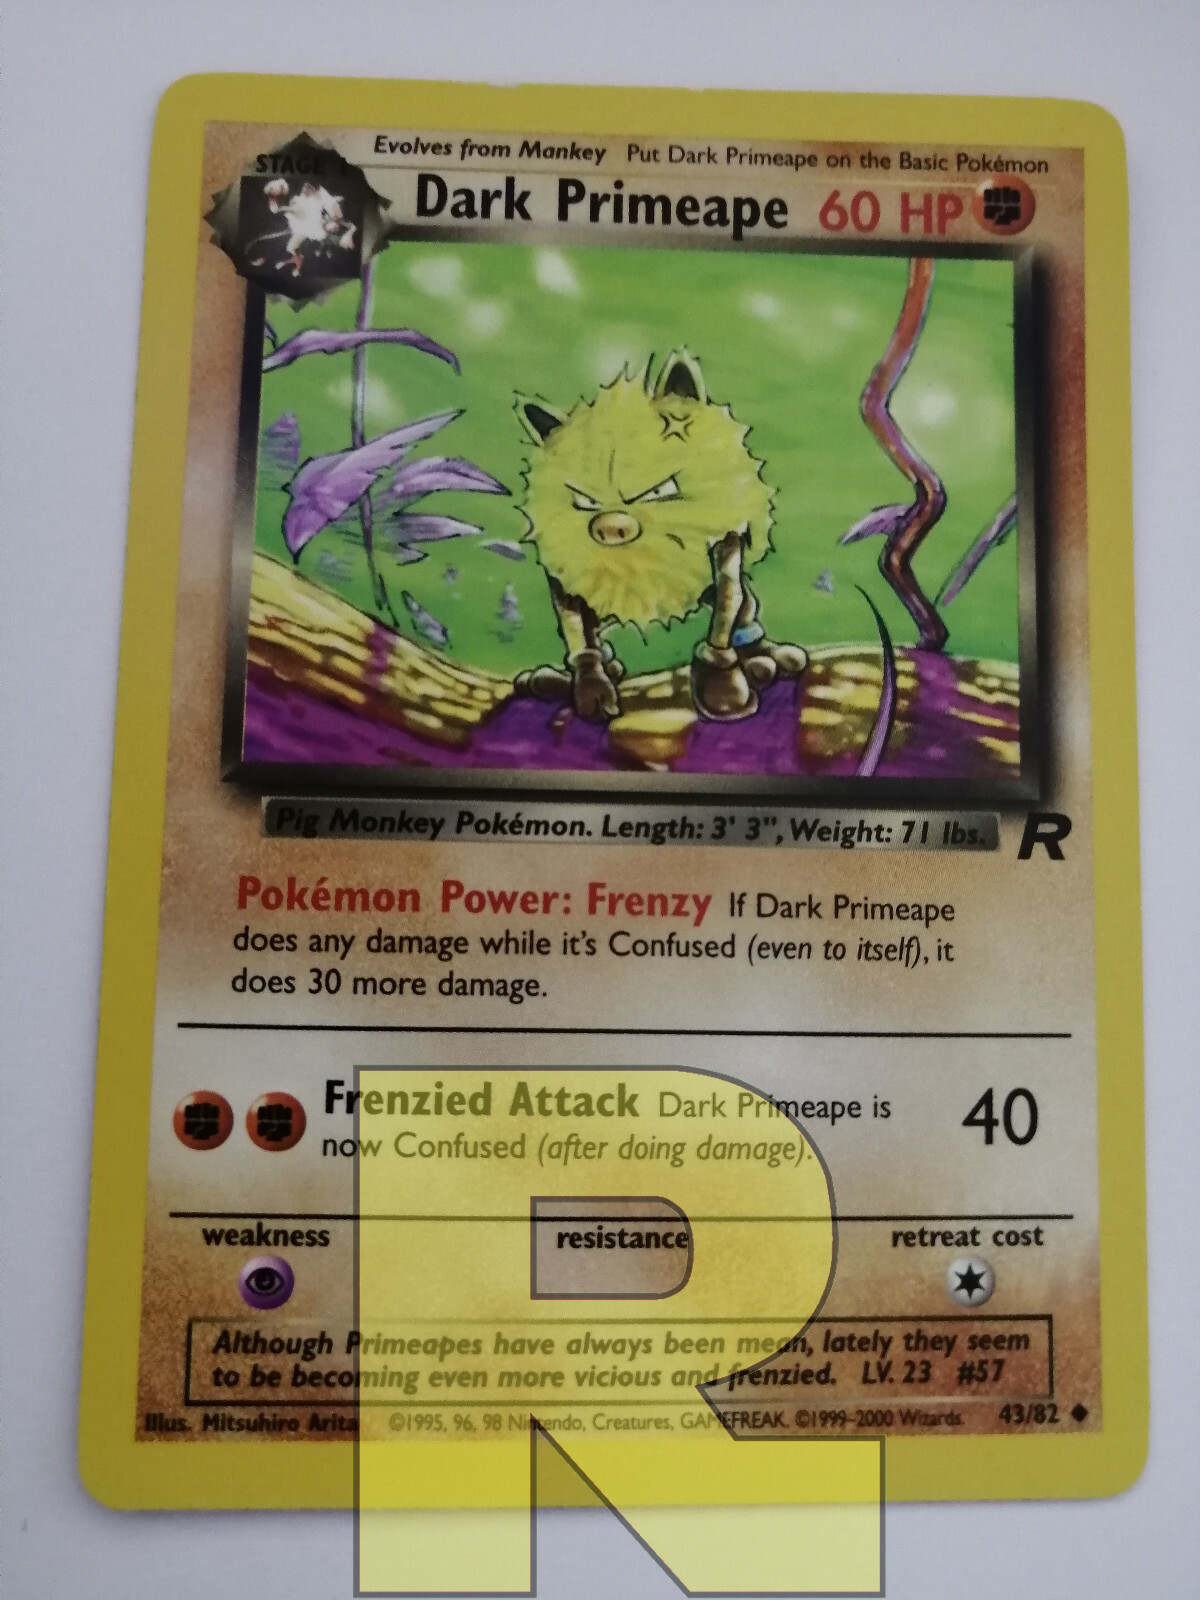 Evolves from Mankey Put Dark Primeape on the Basic Pokémon
STAGE 1
Dark Primeape 60 HP
Pig Monkey Pokémon. Length: 3' 3", Weight: 71 lbs.
R
Pokémon Power: Frenzy If Dark Primeape
does any damage while it's Confused (even to itself), it
does 30 more damage.
Frenzied Attack Dark Primeape is 40
now Confused (after doing damage).
weakness resistance retreat cost
Although Primeapes have always been mean, lately they seem
to be becoming even more vicious and frenzied. LV. 23 #57
Illus. Mitsuhiro Arita ©1995, 96, 98 Nintendo, Creatures, GAMEFREAK. ©1999-2000 Wizards. 43/82
R